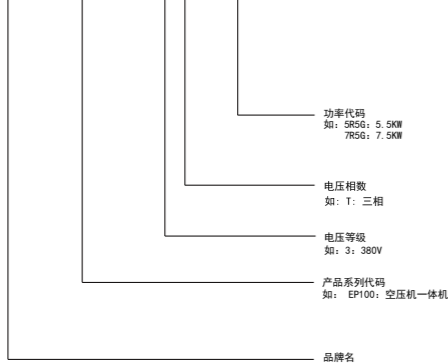 功率代码
如：5R5G：5.5KW
7R5G：7.5KW
电压相数
如：T：三相
电压等级
如：3：380V
产品系列代码
如： EP100：空压机一体机
品牌名